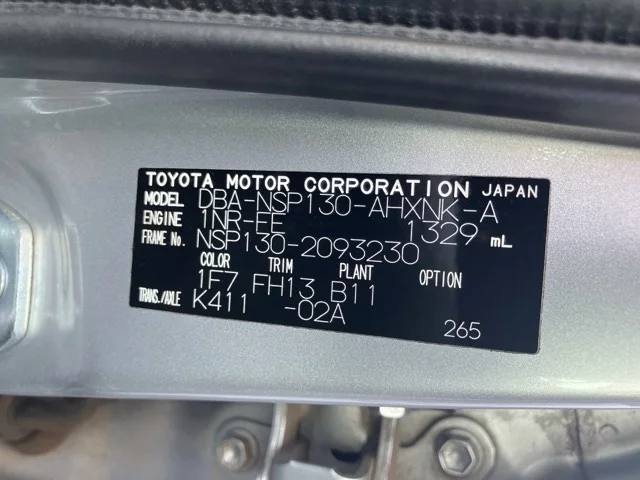 TOYOTA MOTOR CORPORATION JAPAN
MODEL DBA-NSP130-AHXNK-A
ENGINE 1NR-FE 1329 mL
FRAME No. NSP130-2093230
COLOR TRIM PLANT OPTION
1F7 FH13 B11
TRANS./AXLE K411 -02A
265